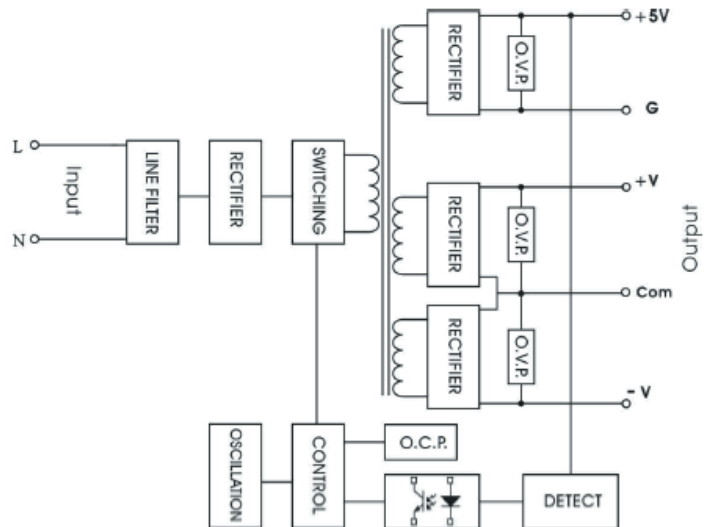 +5V
RECTIFIER
O.V.P.
G
L
Input
N
LINE FILTER
RECTIFIER
SWITCHING
+V
RECTIFIER
O.V.P.
Output
Com
RECTIFIER
O.V.P.
- V
OSCILLATION
CONTROL
O.C.P.
DETECT